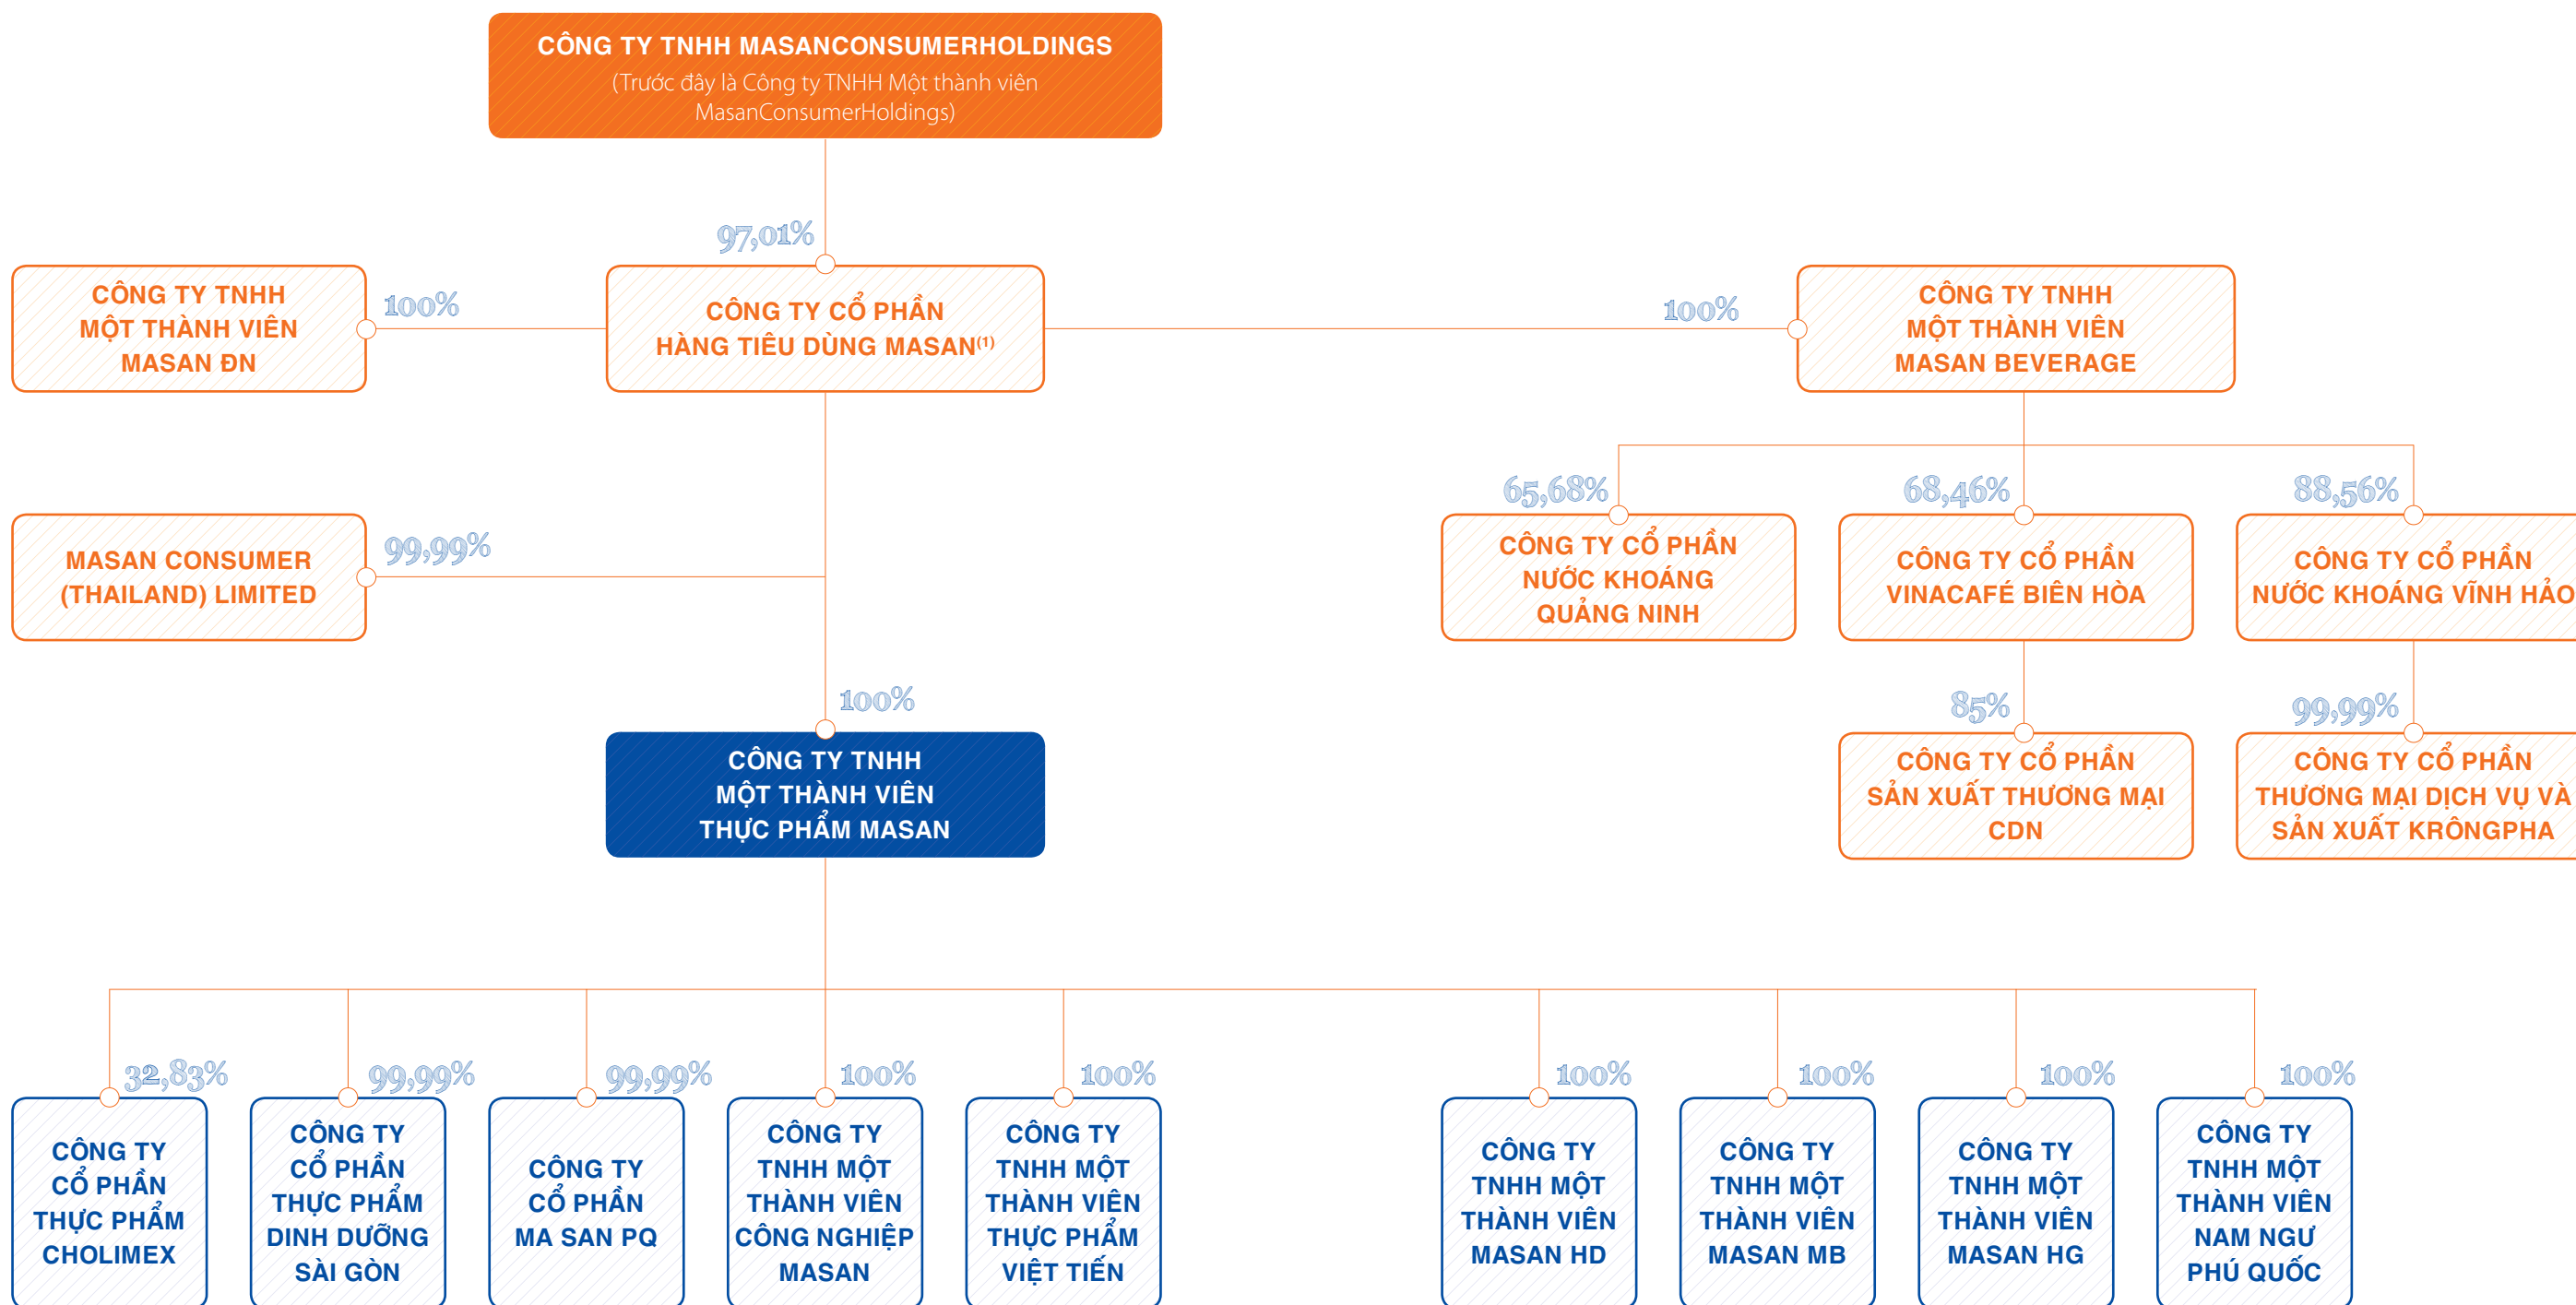 CÔNG TY TNHH MASANCONSUMERHOLDINGS
(Trước đây là Công ty TNHH Một thành viên
MasanConsumerHoldings)
97,01%
CÔNG TY TNHH
MỘT THÀNH VIÊN
MASAN ĐN
100%
CÔNG TY CỔ PHẦN
HÀNG TIÊU DÙNG MASAN(1)
100%
CÔNG TY TNHH
MỘT THÀNH VIÊN
MASAN BEVERAGE
MASAN CONSUMER
(THAILAND) LIMITED
99,99%
65,68%
CÔNG TY CỔ PHẦN
NƯỚC KHOÁNG
QUẢNG NINH
68,46%
CÔNG TY CỔ PHẦN
VINACAFÉ BIÊN HÒA
88,56%
CÔNG TY CỔ PHẦN
NƯỚC KHOÁNG VĨNH HẢO
100%
CÔNG TY TNHH
MỘT THÀNH VIÊN
THỰC PHẨM MASAN
85%
CÔNG TY CỔ PHẦN
SẢN XUẤT THƯƠNG MẠI
CDN
99,99%
CÔNG TY CỔ PHẦN
THƯƠNG MẠI DỊCH VỤ VÀ
SẢN XUẤT KRÔNGPHA
32,83%
CÔNG TY
CỔ PHẦN
THỰC PHẨM
CHOLIMEX
99,99%
CÔNG TY
CỔ PHẦN
THỰC PHẨM
DINH DƯỠNG
SÀI GÒN
99,99%
CÔNG TY
CỔ PHẦN
MA SAN PQ
100%
CÔNG TY
TNHH MỘT
THÀNH VIÊN
CÔNG NGHIỆP
MASAN
100%
CÔNG TY
TNHH MỘT
THÀNH VIÊN
THỰC PHẨM
VIỆT TIẾN
100%
CÔNG TY
TNHH MỘT
THÀNH VIÊN
MASAN HD
100%
CÔNG TY
TNHH MỘT
THÀNH VIÊN
MASAN MB
100%
CÔNG TY
TNHH MỘT
THÀNH VIÊN
MASAN HG
100%
CÔNG TY
TNHH MỘT
THÀNH VIÊN
NAM NGƯ
PHÚ QUỐC